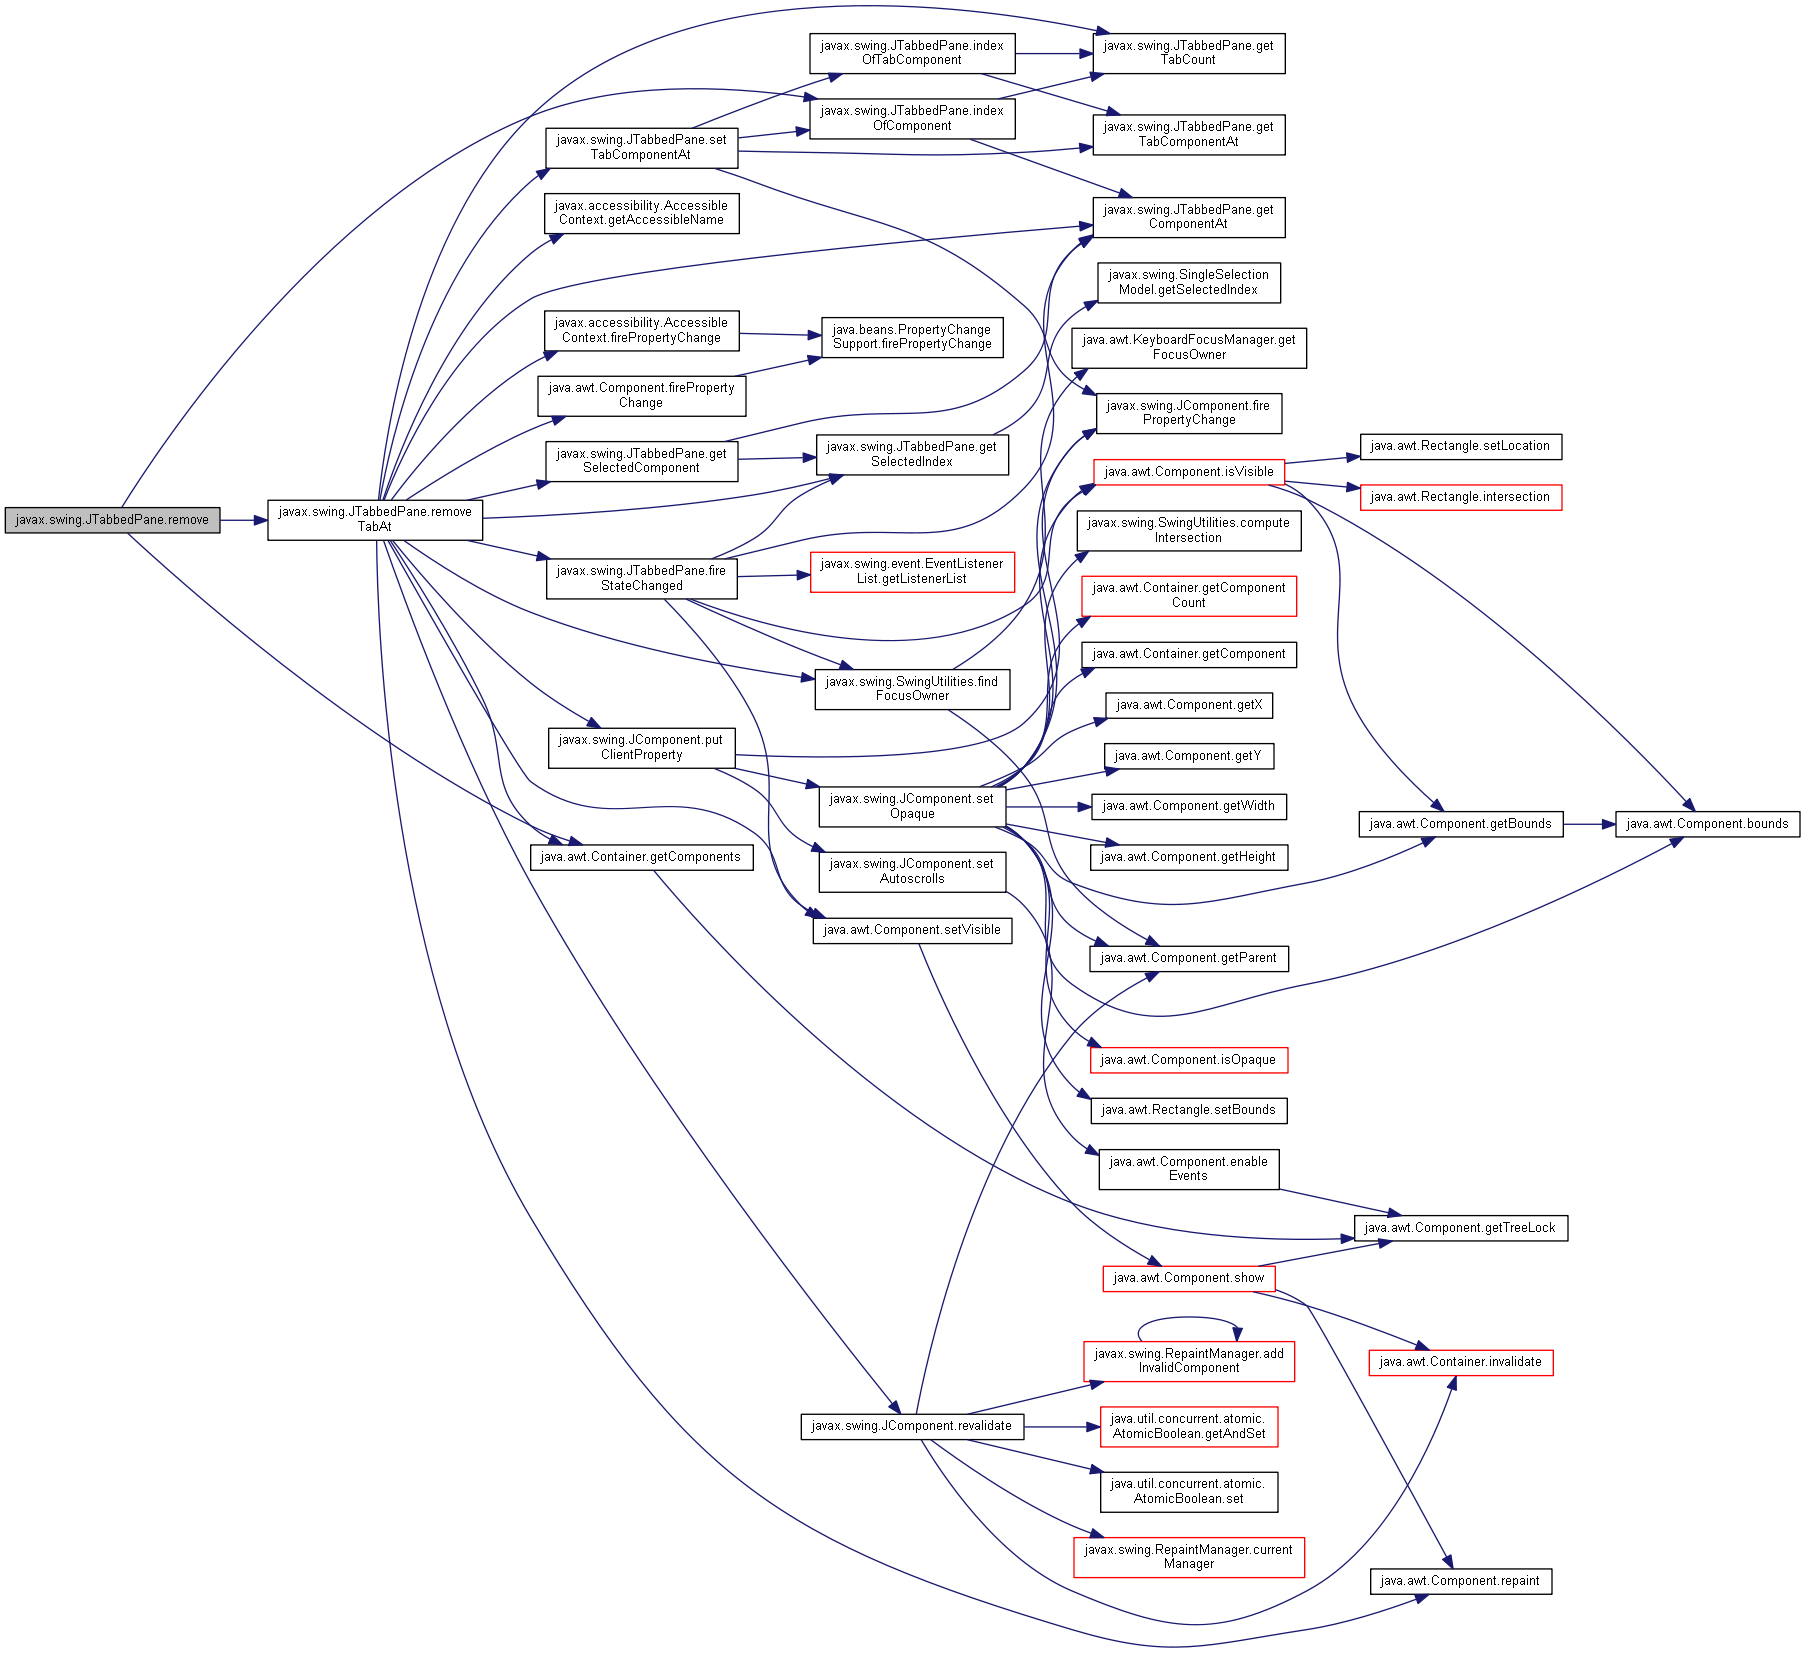 javax.swing.JTabbedPane.remove
javax.swing.JTabbedPane.remove
TabAt
javax.swing.JTabbedPane.set
TabComponentAt
javax.accessibility.Accessible
Context.getAccessibleName
javax.accessibility.Accessible
Context.firePropertyChange
java.awt.Component.fireProperty
Change
javax.swing.JTabbedPane.get
SelectedComponent
javax.swing.JTabbedPane.fire
StateChanged
javax.swing.JComponent.put
ClientProperty
java.awt.Container.getComponents
javax.swing.JTabbedPane.index
OfTabComponent
javax.swing.JTabbedPane.index
OfComponent
java.beans.PropertyChange
Support.firePropertyChange
javax.swing.JTabbedPane.get
SelectedIndex
javax.swing.event.EventListener
List.getListenerList
javax.swing.SwingUtilities.find
FocusOwner
javax.swing.JComponent.set
Opaque
javax.swing.JComponent.set
Autoscrolls
java.awt.Component.setVisible
javax.swing.JComponent.revalidate
javax.swing.JTabbedPane.get
TabCount
javax.swing.JTabbedPane.get
TabComponentAt
javax.swing.JTabbedPane.get
ComponentAt
javax.swing.SingleSelection
Model.getSelectedIndex
java.awt.KeyboardFocusManager.get
FocusOwner
javax.swing.JComponent.fire
PropertyChange
java.awt.Component.isVisible
javax.swing.SwingUtilities.compute
Intersection
java.awt.Container.getComponent
Count
java.awt.Container.getComponent
java.awt.Component.getX
java.awt.Component.getY
java.awt.Component.getWidth
java.awt.Component.getHeight
java.awt.Component.getParent
java.awt.Component.isOpaque
java.awt.Rectangle.setBounds
java.awt.Component.enable
Events
java.awt.Component.show
javax.swing.RepaintManager.add
InvalidComponent
java.util.concurrent.atomic.
AtomicBoolean.getAndSet
java.util.concurrent.atomic.
AtomicBoolean.set
javax.swing.RepaintManager.current
Manager
java.awt.Rectangle.setLocation
java.awt.Rectangle.intersection
java.awt.Component.getBounds
java.awt.Component.getTreeLock
java.awt.Container.invalidate
java.awt.Component.repaint
java.awt.Component.bounds